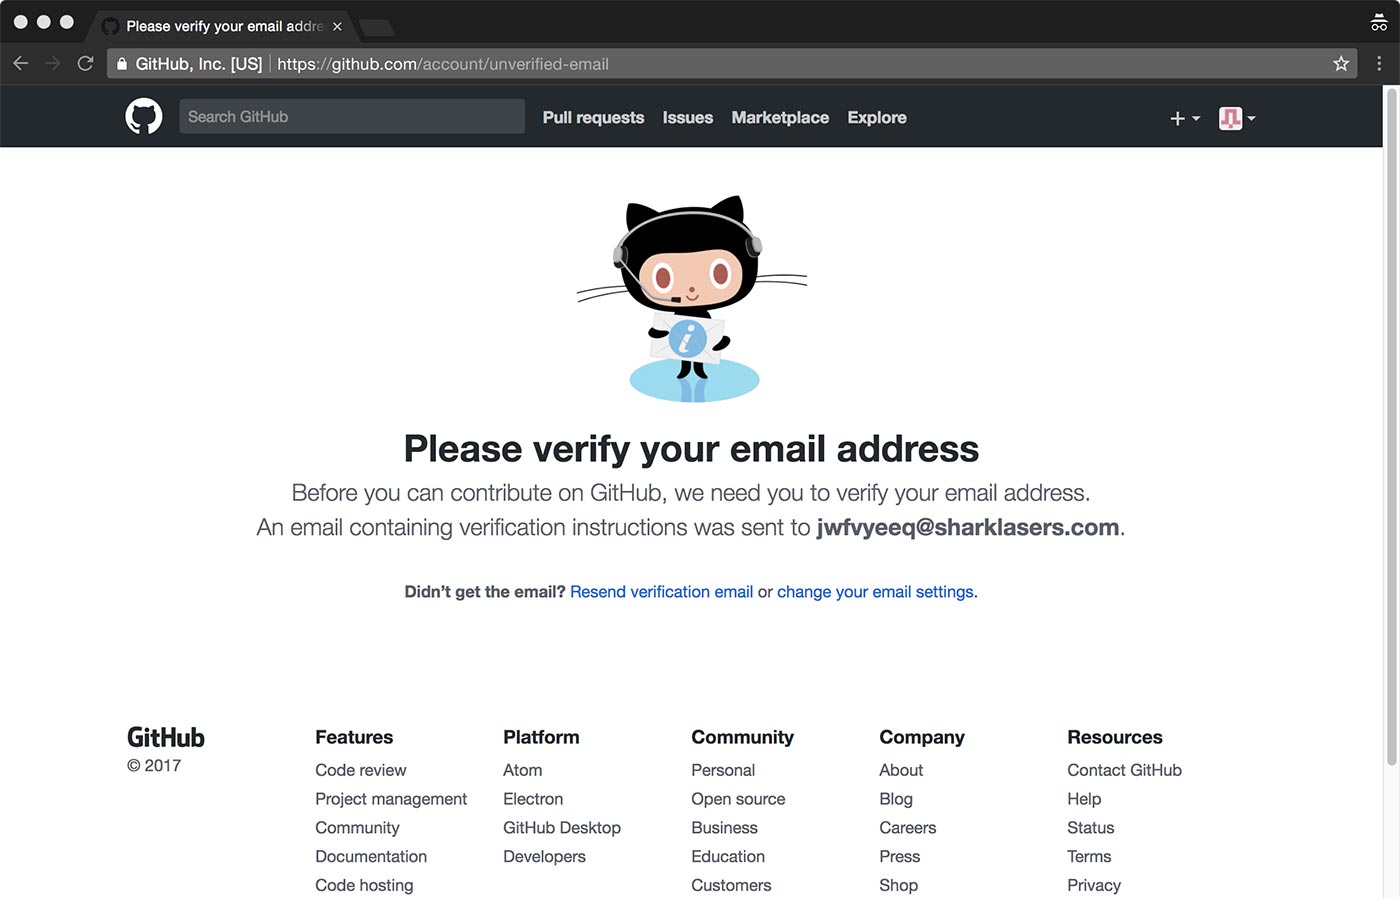 Please verify your email addre
GitHub, Inc. [US] https://github.com/account/unverified-email
Search GitHub Pull requests Issues Marketplace Explore
i
Please verify your email address
Before you can contribute on GitHub, we need you to verify your email address.
An email containing verification instructions was sent to jwfvyeeq@sharklasers.com.
Didn’t get the email? Resend verification email or change your email settings.
GitHub
© 2017
Features
Code review
Project management
Community
Documentation
Code hosting
Platform
Atom
Electron
GitHub Desktop
Developers
Community
Personal
Open source
Business
Education
Customers
Company
About
Blog
Careers
Press
Shop
Resources
Contact GitHub
Help
Status
Terms
Privacy